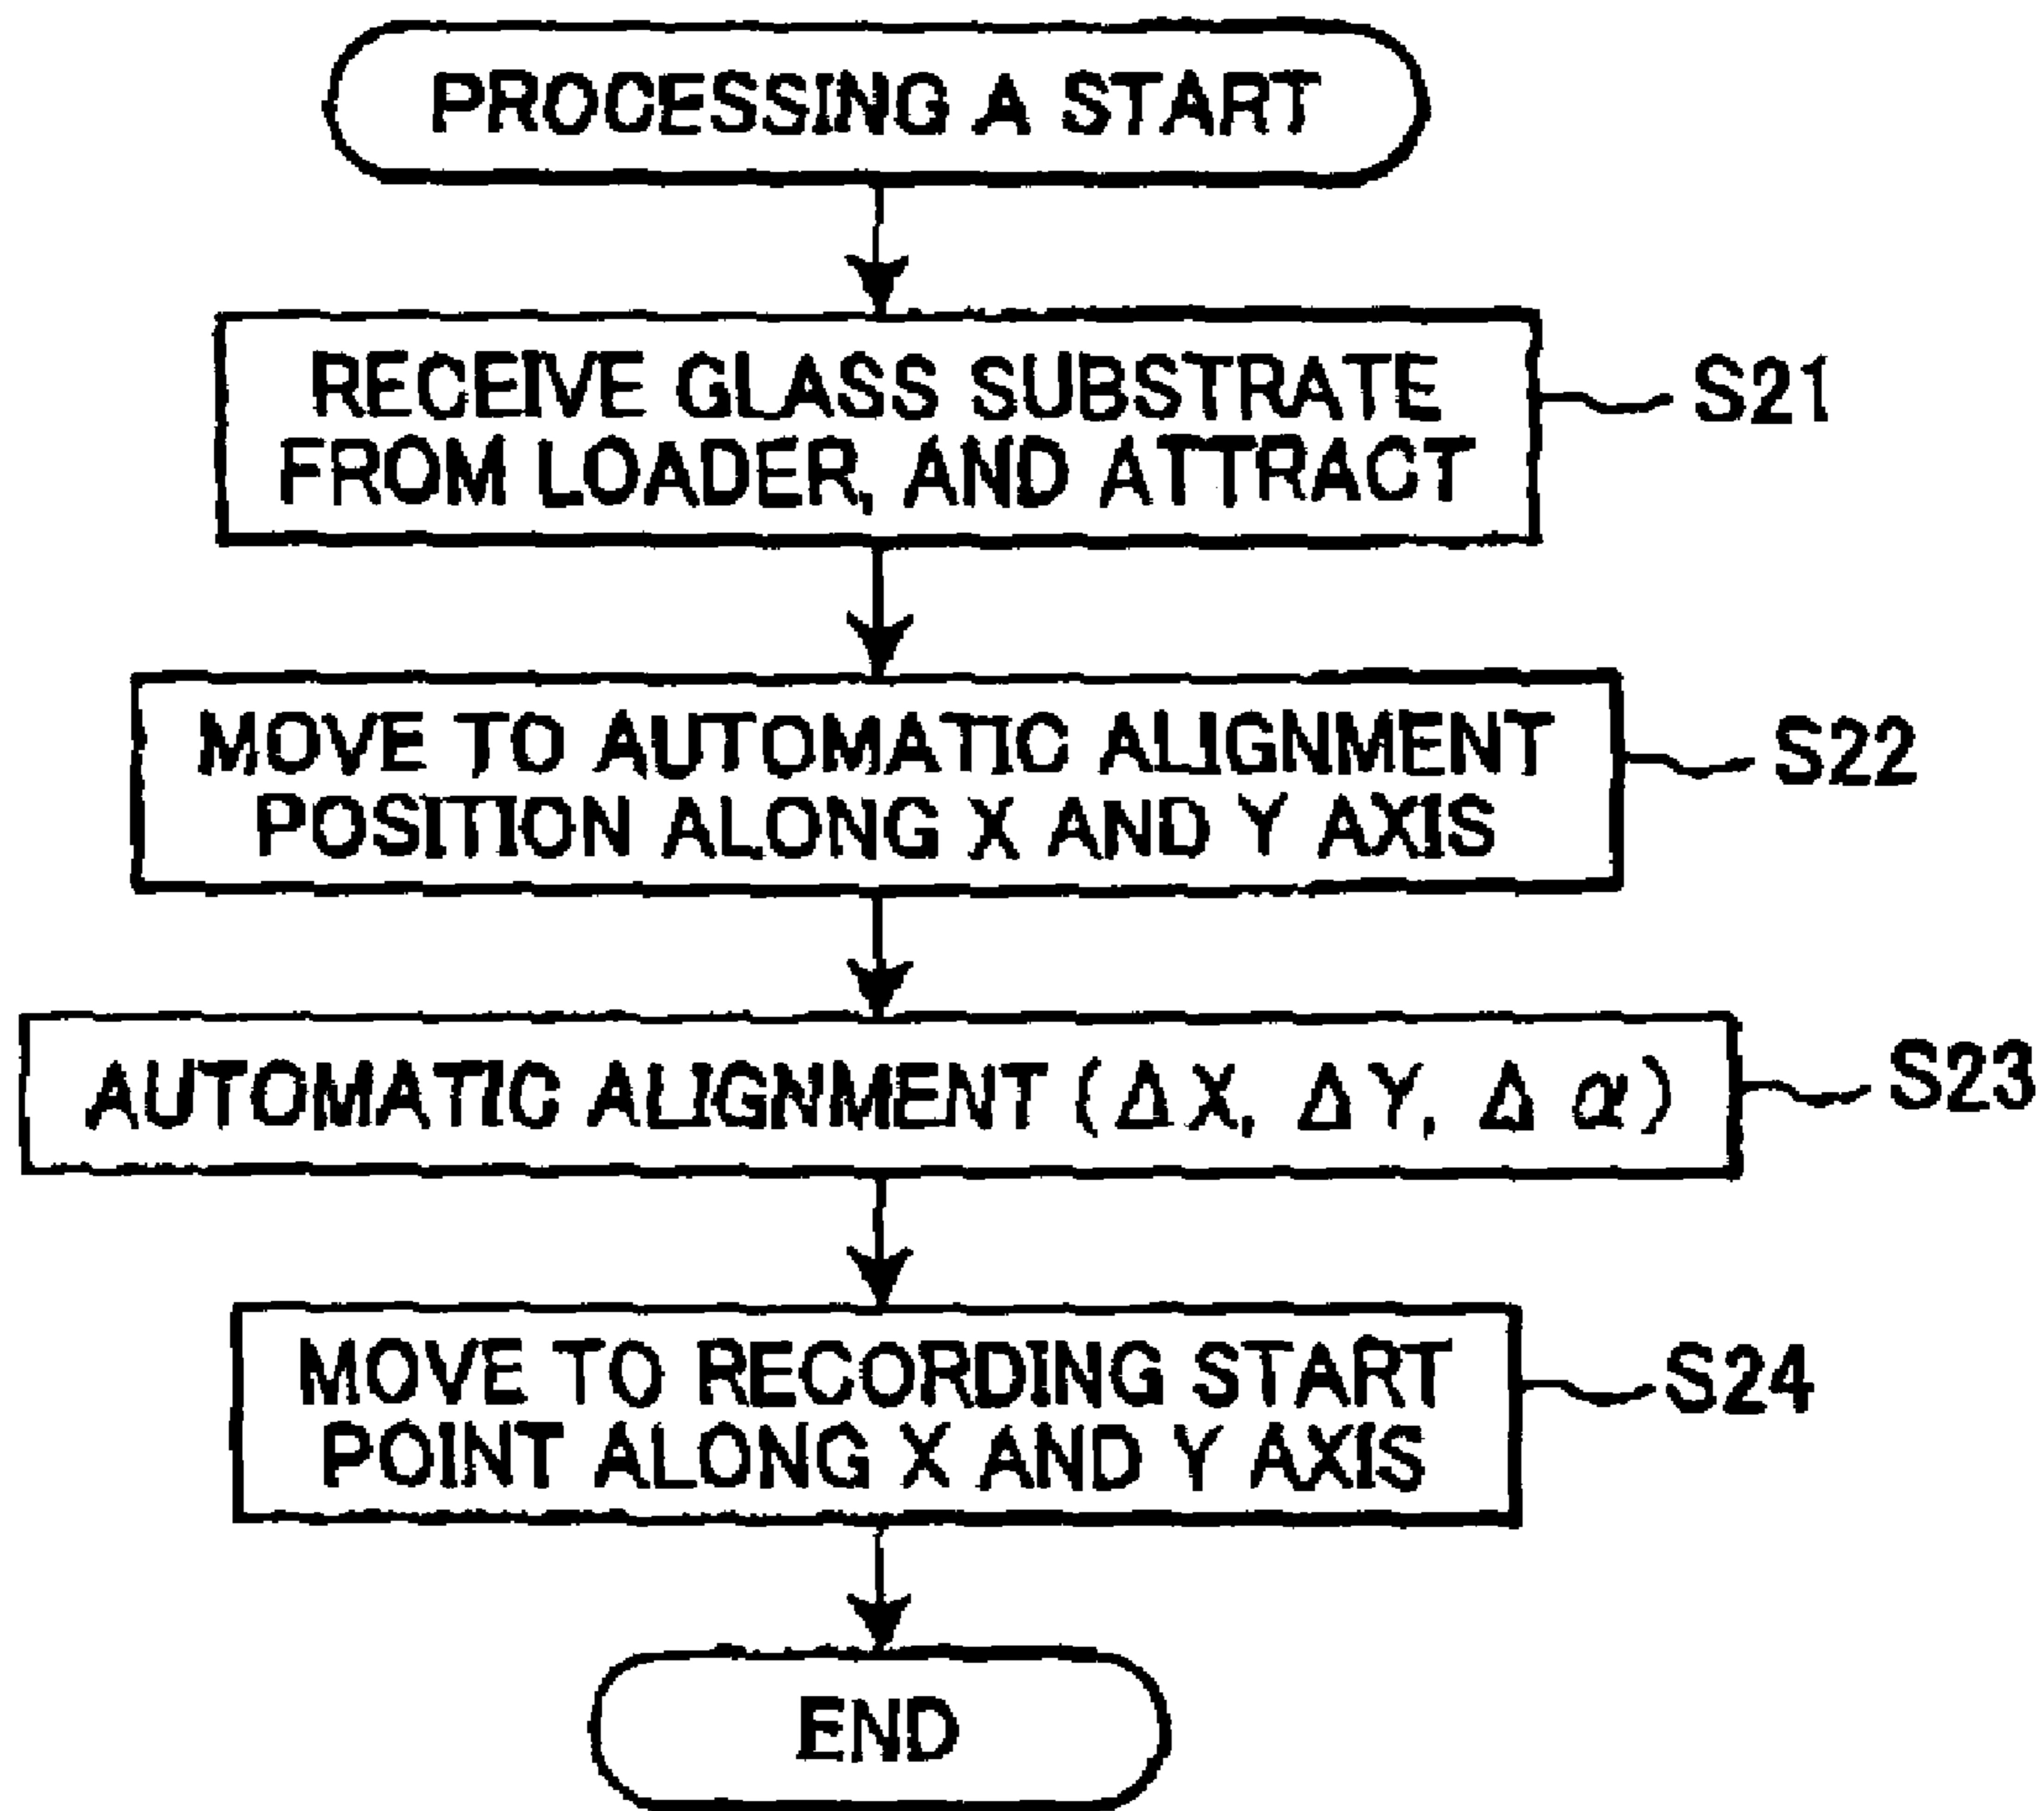 PROCESSING A START
RECEIVE GLASS SUBSTRATE
FROM LOADER, AND ATTRACT
S21
MOVE TO AUTOMATIC ALIGNMENT
POSITION ALONG X AND Y AXIS
S22
AUTOMATIC ALIGNMENT (ΔX, ΔY, Δα)
S23
MOVE TO RECORDING START
POINT ALONG X AND Y AXIS
S24
END